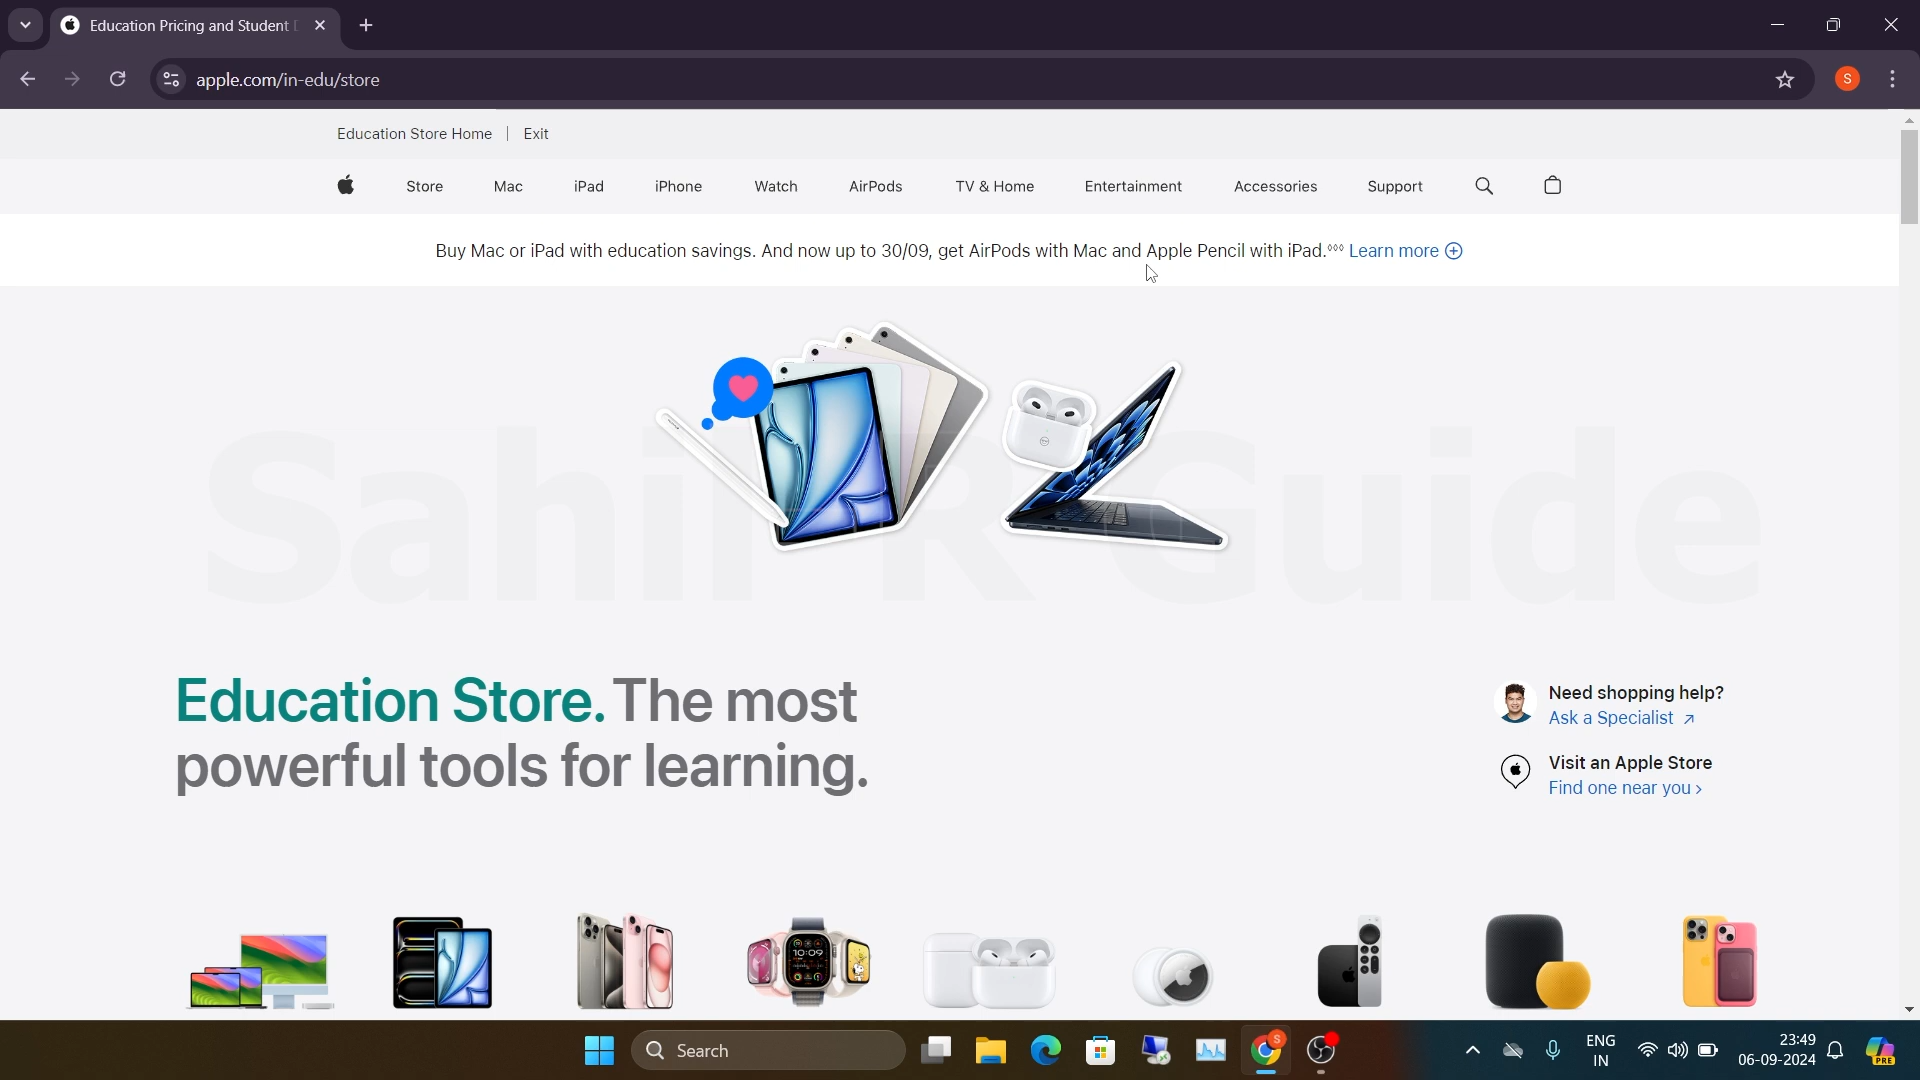 Education Pricing and Student
apple.com/in-edu/store
S
Education Store Home | Exit
Store Mac iPad iPhone Watch AirPods TV & Home Entertainment Accessories Support
Buy Mac or iPad with education savings. And now up to 30/09, get AirPods with Mac and Apple Pencil with iPad.◊◊◊ Learn more
Sahil R Guide
Education Store. The most
powerful tools for learning.
Need shopping help?
Ask a Specialist
Visit an Apple Store
Find one near you
10:09
Search
S
ENG
IN
23:49
06-09-2024
PRE